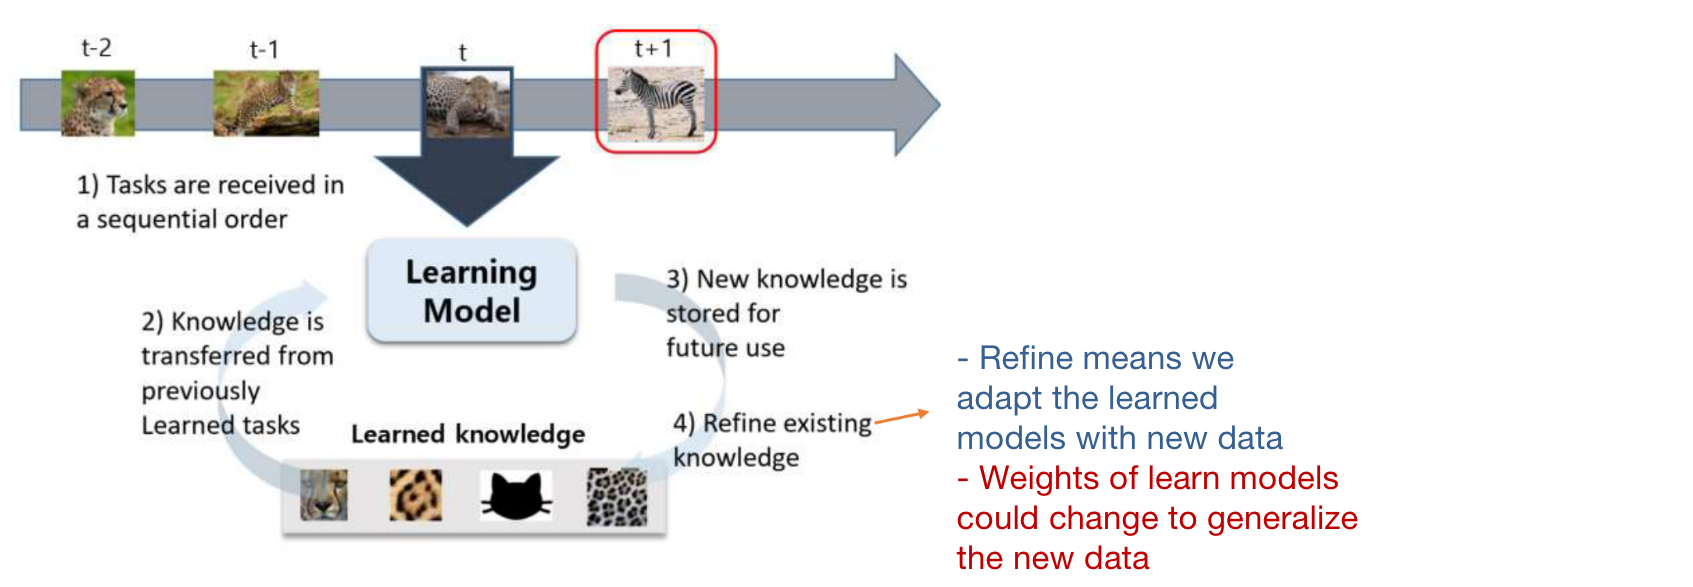 t-2
t-1
t
t+1
1) Tasks are received in
a sequential order
Learning
Model
2) Knowledge is
transferred from
previously
Learned tasks
3) New knowledge is
stored for
future use
4) Refine existing
knowledge
Learned knowledge
- Refine means we
adapt the learned
models with new data
- Weights of learn models
could change to generalize
the new data